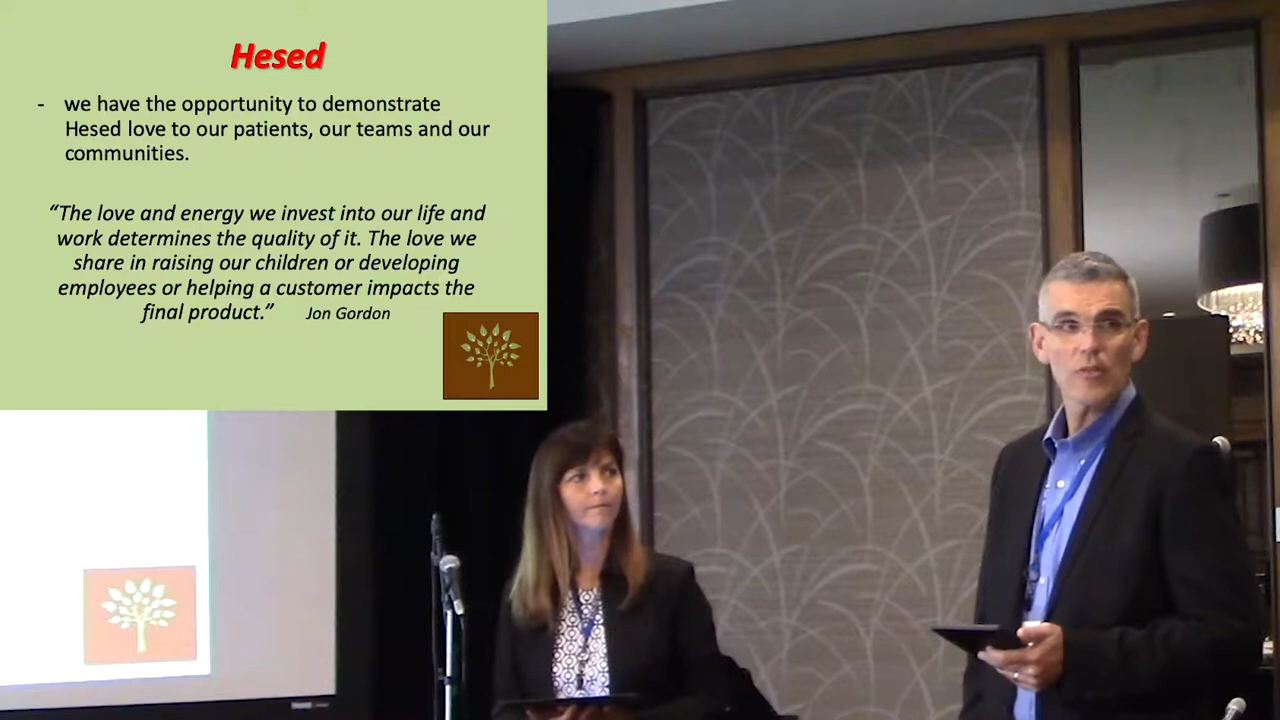 Hesed
- we have the opportunity to demonstrate
Hesed love to our patients, our teams and our
communities.
“The love and energy we invest into our life and
work determines the quality of it. The love we
share in raising our children or developing
employees or helping a customer impacts the
final product.” Jon Gordon